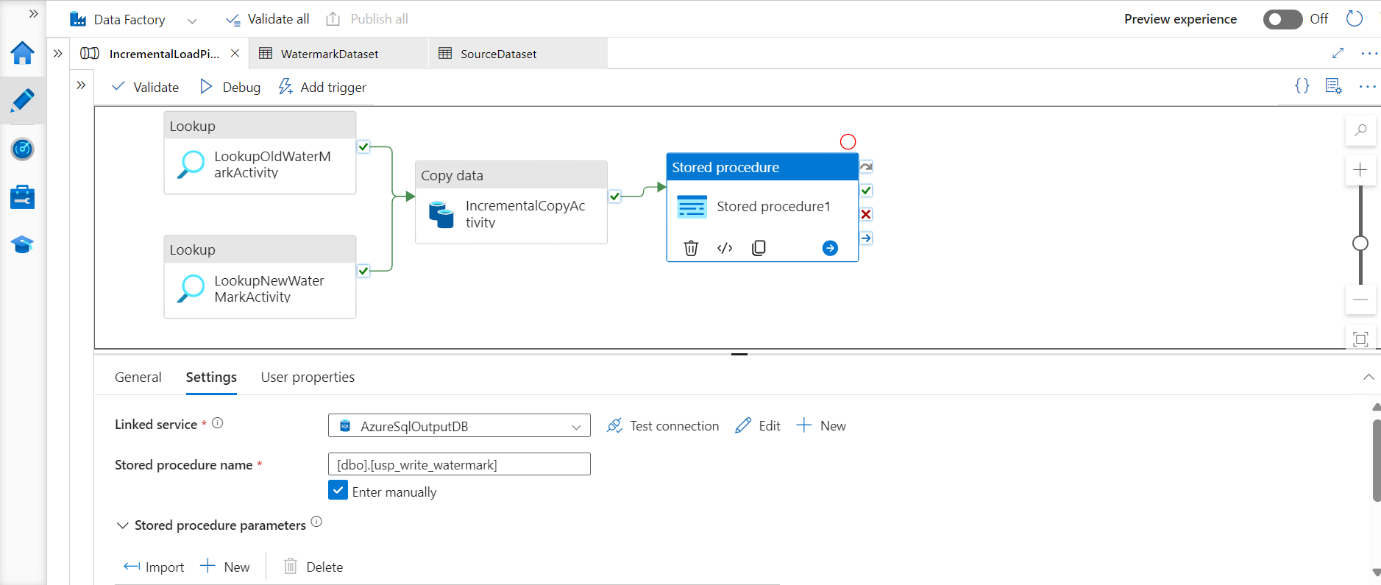 Data Factory
Validate all
Publish all
Preview experience
Off
IncrementalLoadPi...
WatermarkDataset
SourceDataset
Validate
Debug
Add trigger
{}
Lookup
LookupOldWaterM
arkActivity
Lookup
LookupNewWater
MarkActivity
Copy data
IncrementalCopyAc
tivity
Stored procedure
Stored procedure1
General
Settings
User properties
Linked service *
AzureSqlOutputDB
Test connection
Edit
New
Stored procedure name *
[dbo].[usp_write_watermark]
Enter manually
Stored procedure parameters
Import
New
Delete